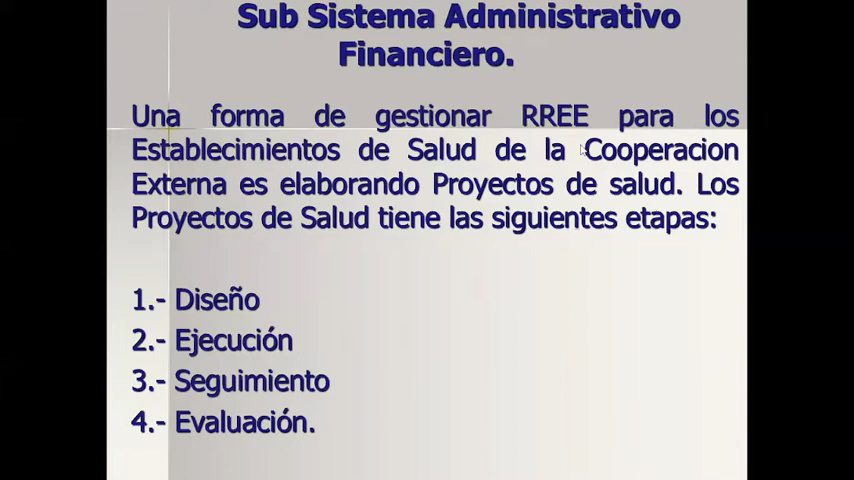 Sub Sistema Administrativo
Financiero.
Una forma de gestionar RREE para los
Establecimientos de Salud de la Cooperacion
Externa es elaborando Proyectos de salud. Los
Proyectos de Salud tiene las siguientes etapas:
1.- Diseño
2.- Ejecución
3.- Seguimiento
4.- Evaluación.